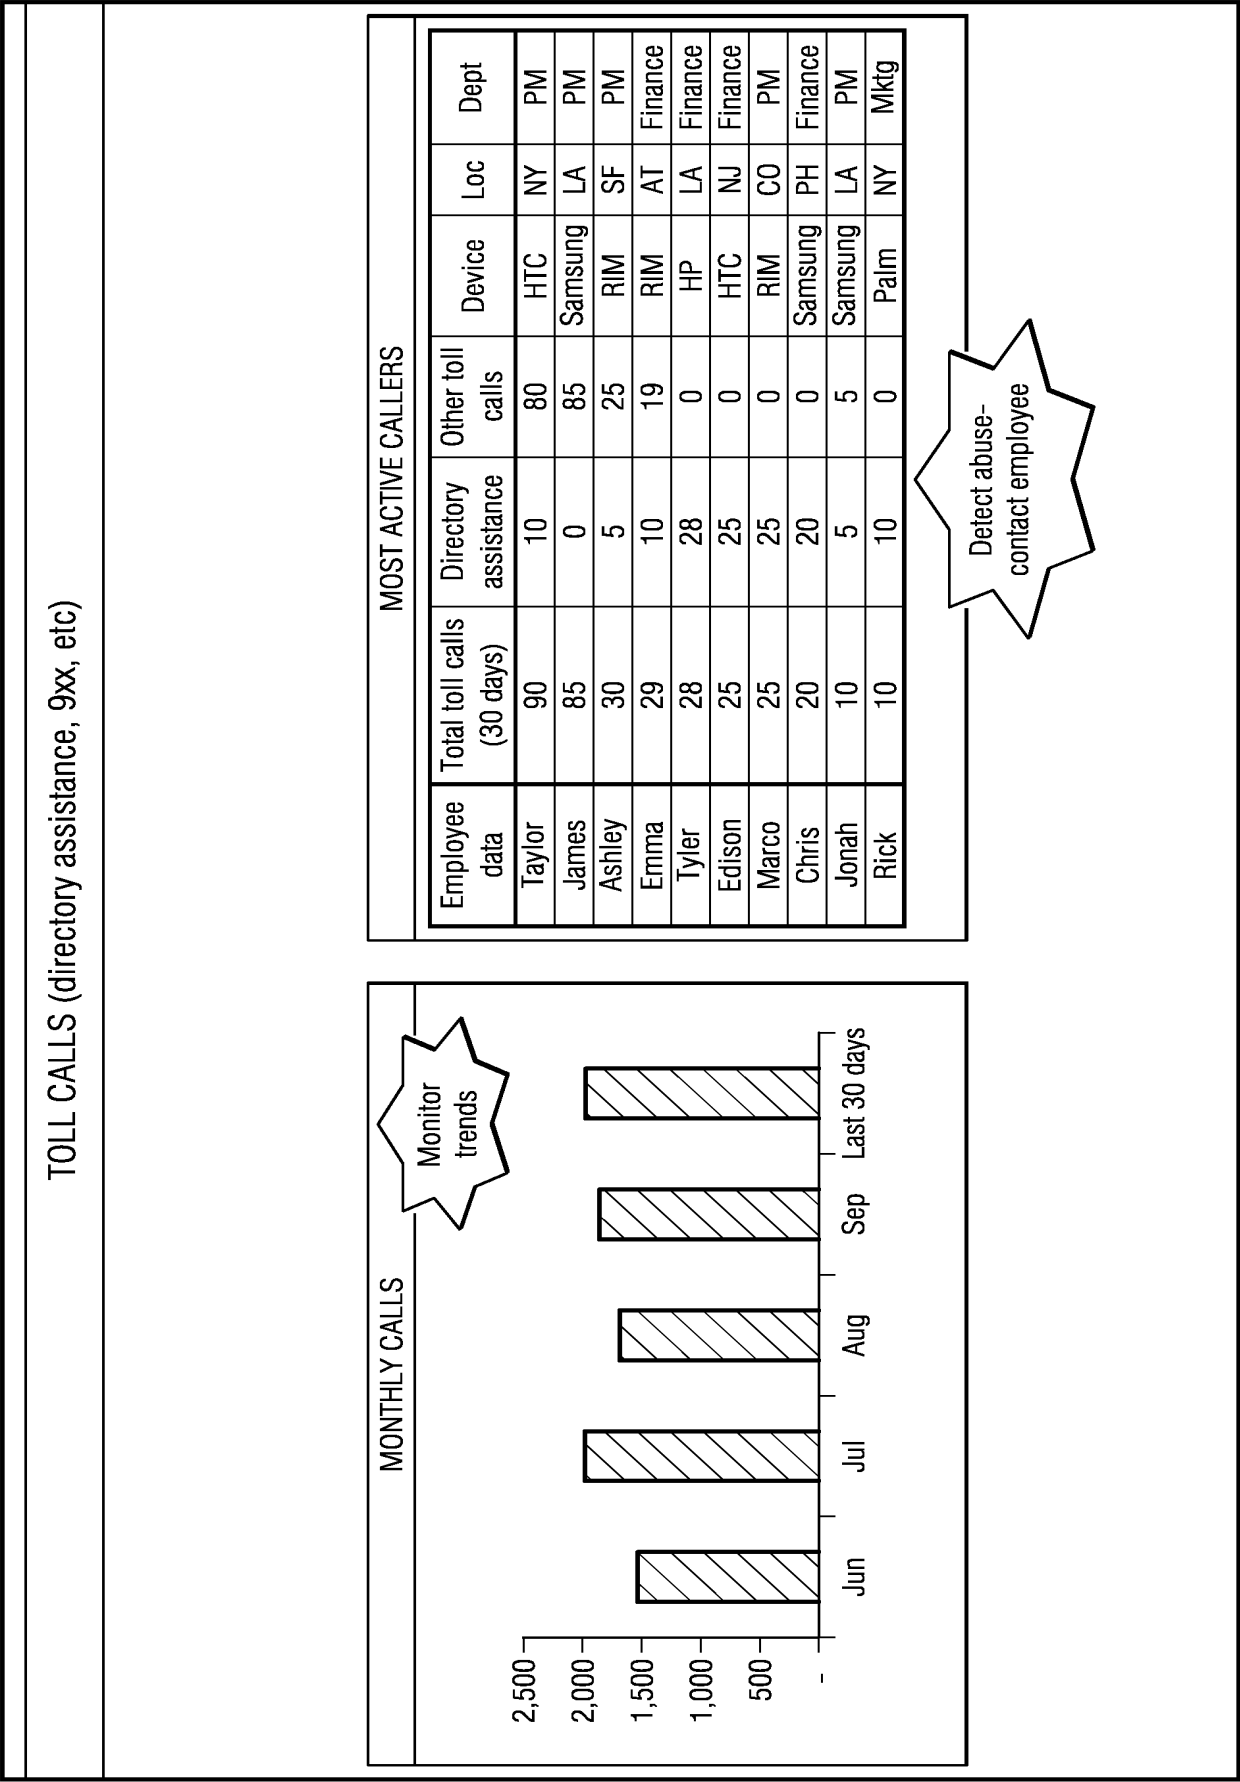 TOLL CALLS (directory assistance, 9xx, etc)
MONTHLY CALLS
Monitor
trends
2,500
2,000
1,500
1,000
500
-
Jun Jul Aug Sep Last 30 days
MOST ACTIVE CALLERS
Employee data Total toll calls (30 days) Directory assistance Other toll calls Device Loc Dept
Taylor 90 10 80 HTC NY PM
James 85 0 85 Samsung LA PM
Ashley 30 5 25 RIM SF PM
Emma 29 10 19 RIM AT Finance
Tyler 28 28 0 HP LA Finance
Edison 25 25 0 HTC NJ Finance
Marco 25 25 0 RIM CO PM
Chris 20 20 0 Samsung PH Finance
Jonah 10 5 5 Samsung LA PM
Rick 10 10 0 Palm NY Mktg
Detect abuse-
contact employee